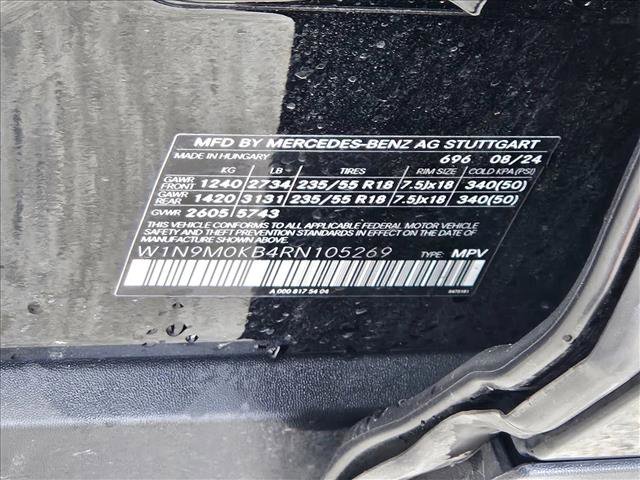 MFD BY MERCEDES-BENZ AG STUTTGART
MADE IN HUNGARY 696 08/24
GAWR FRONT KG 1240 LB 2734 TIRES 235/55 R18 RIM SIZE 7.5Jx18 COLD KPA (PSI) 340(50)
GAWR REAR 1420 3131 235/55 R18 7.5Jx18 340(50)
GVWR 2605 5743
THIS VEHICLE CONFORMS TO ALL
APPLICABLE FEDERAL MOTOR VEHICLE
SAFETY AND THEFT PREVENTION STANDARDS IN
EFFECT ON THE DATE OF MANUFACTURE SHOWN ABOVE
W1N9M0KB4RN105269 TYPE: MPV
A 000 817 54 04